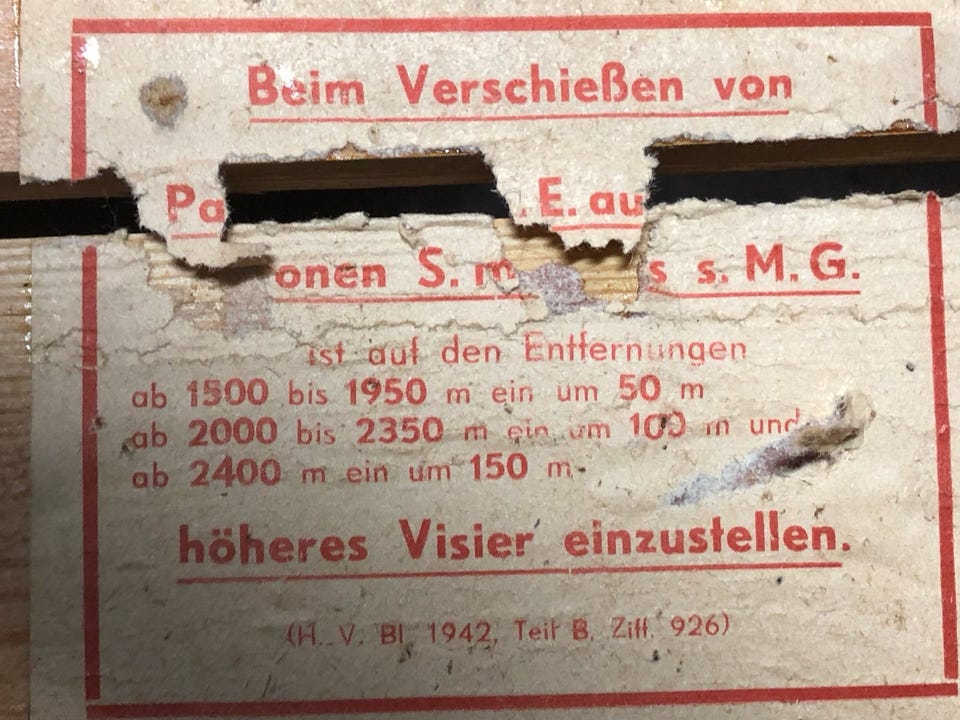 Beim Verschießen von
E. au
onen S. s s. M. G.
ist auf den Entfernungen
ab 1500 bis 1950 m ein um 50 m
ab 2000 bis 2350 m ein um 100 m und
ab 2400 m ein um 150 m
höheres Visier einzustellen.
(H. V. Bl. 1942, Teil B, Ziff. 926)